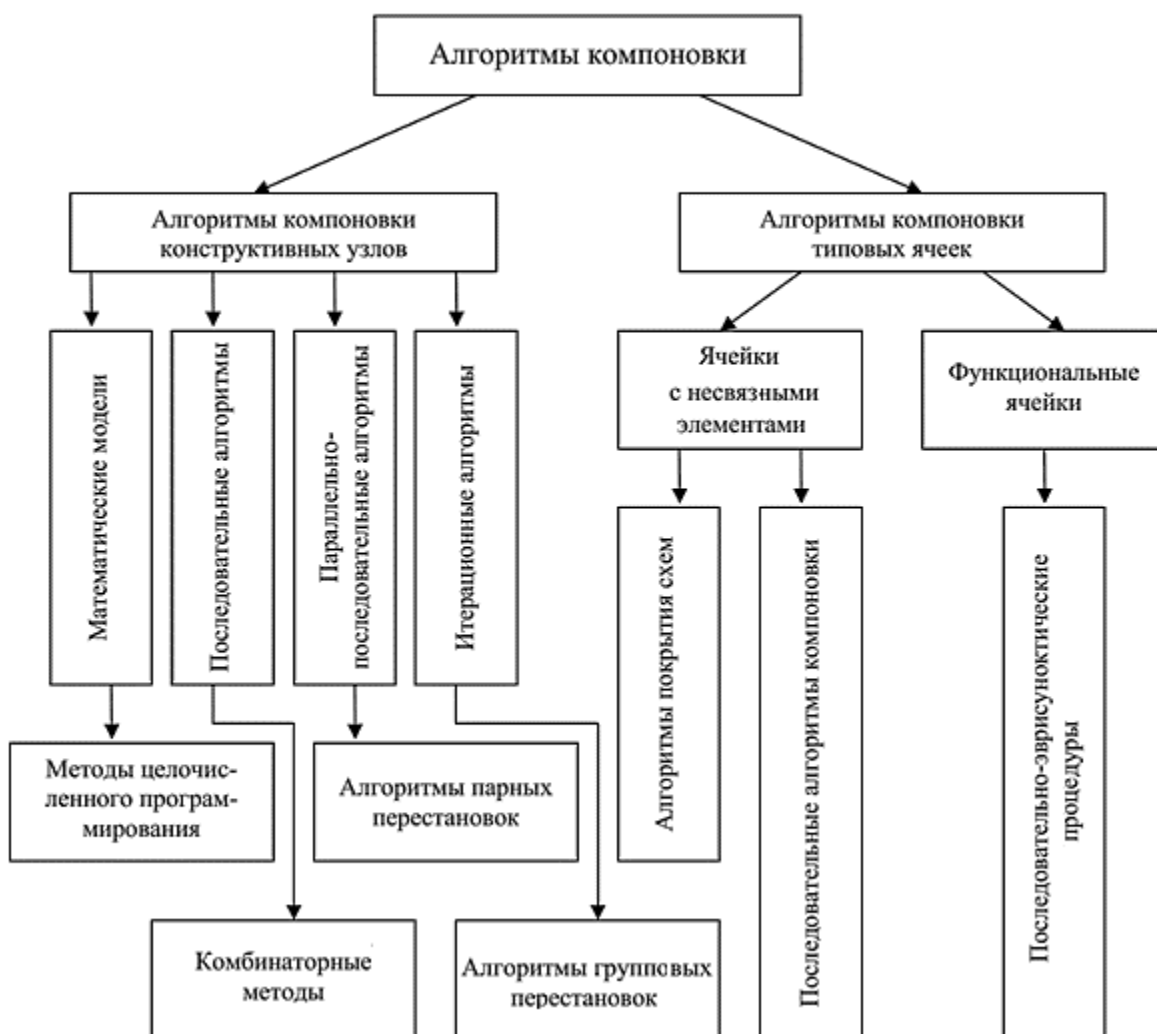 Алгоритмы компоновки
Алгоритмы компоновки
конструктивных узлов
Алгоритмы компоновки
типовых ячеек
Математические модели
Последовательные алгоритмы
Параллельно-
последовательные алгоритмы
Итерационные алгоритмы
Ячейки
с несвязными
элементами
Функциональные
ячейки
Методы целочис-
ленного програм-
мирования
Алгоритмы парных
перестановок
Комбинаторные
методы
Алгоритмы групповых
перестановок
Алгоритмы покрытия схем
Последовательные алгоритмы компоновки
Последовательно-эврисуноктические
процедуры